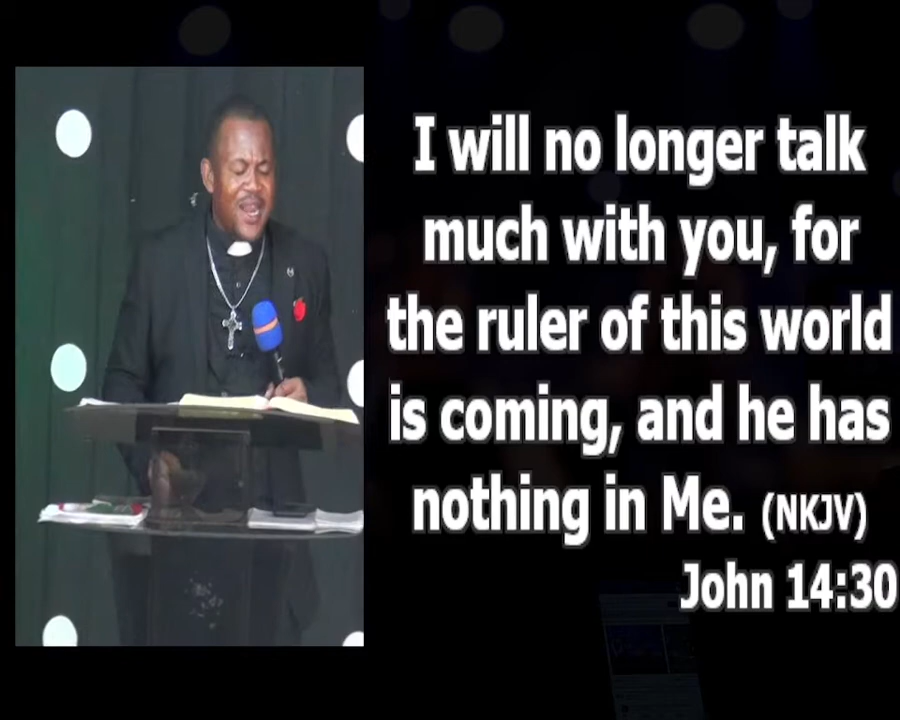 I will no longer talk
much with you, for
the ruler of this world
is coming, and he has
nothing in Me. (NKJV)
John 14:30